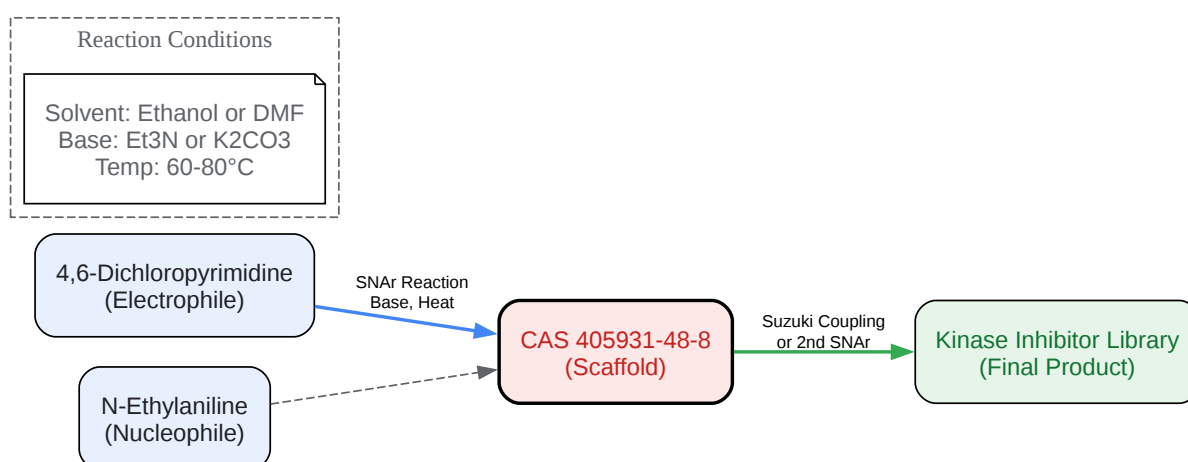 Reaction Conditions
Solvent: Ethanol or DMF
Base: Et3N or K2CO3
Temp: 60-80°C
4,6-Dichloropyrimidine
(Electrophile)
SNAr Reaction
Base, Heat
N-Ethylaniline
(Nucleophile)
CAS 405931-48-8
(Scaffold)
Suzuki Coupling
or 2nd SNAr
Kinase Inhibitor Library
(Final Product)